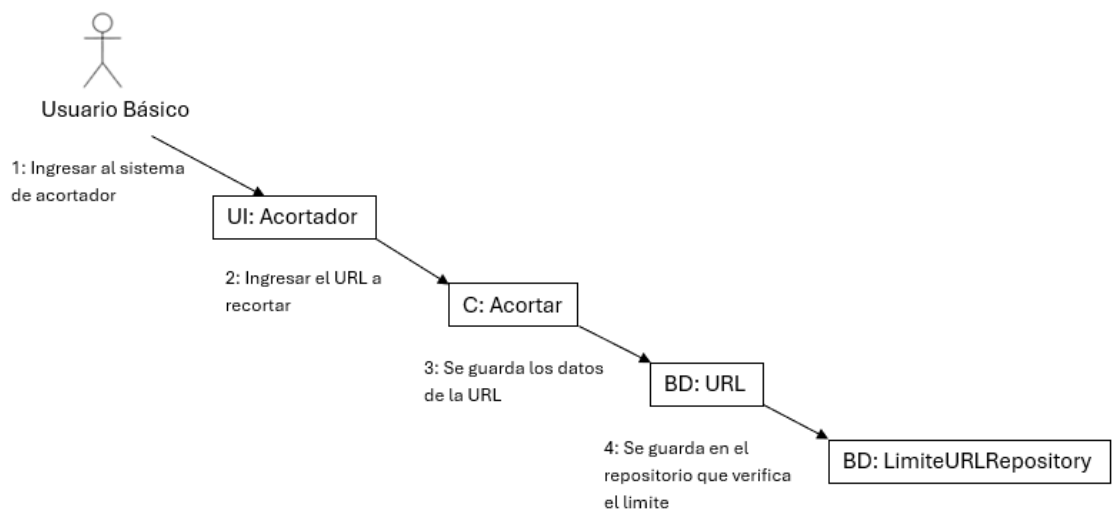 Usuario Básico
1: Ingresar al sistema
de acortador
UI: Acortador
2: Ingresar el URL a
recortar
C: Acortar
3: Se guarda los datos
de la URL
BD: URL
4: Se guarda en el
repositorio que verifica
el limite
BD: LimiteURLRepository